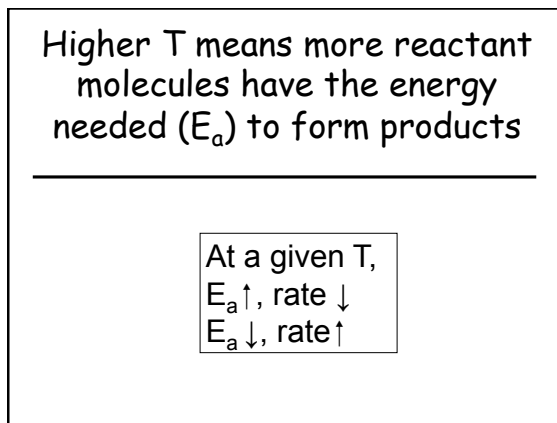 Higher T means more reactant
molecules have the energy
needed (Eₐ) to form products
At a given T,
Eₐ↑, rate ↓
Eₐ↓, rate↑